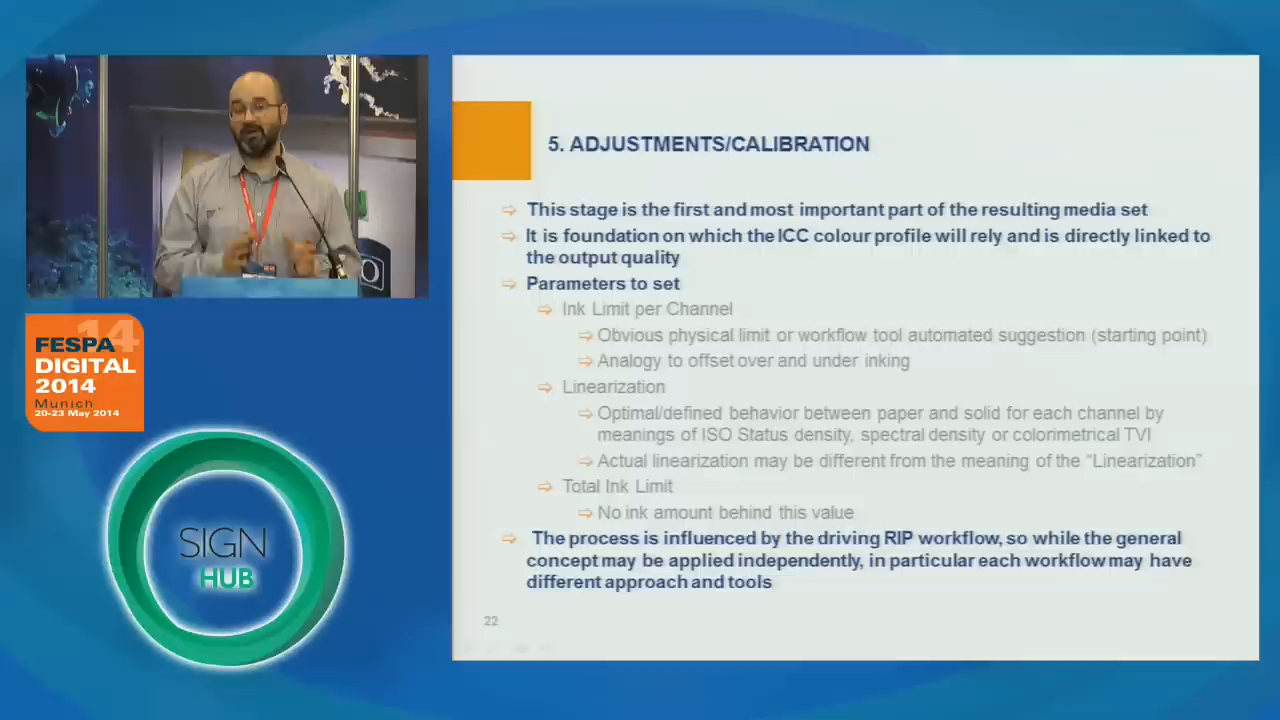 5. ADJUSTMENTS/CALIBRATION
⇨ This stage is the first and most important part of the resulting media set
⇨ It is foundation on which the ICC colour profile will rely and is directly linked to
the output quality
⇨ Parameters to set
⇨ Ink Limit per Channel
⇨ Obvious physical limit or workflow tool automated suggestion (starting point)
⇨ Analogy to offset over and under inking
⇨ Linearization
⇨ Optimal/defined behavior between paper and solid for each channel by
meanings of ISO Status density, spectral density or colorimetrical TVI
⇨ Actual linearization may be different from the meaning of the “Linearization”
⇨ Total Ink Limit
⇨ No ink amount behind this value
⇨ The process is influenced by the driving RIP workflow, so while the general
concept may be applied independently, in particular each workflow may have
different approach and tools
22
14
FESPA
DIGITAL
2014
Munich
20-23 May 2014
SIGN
HUB